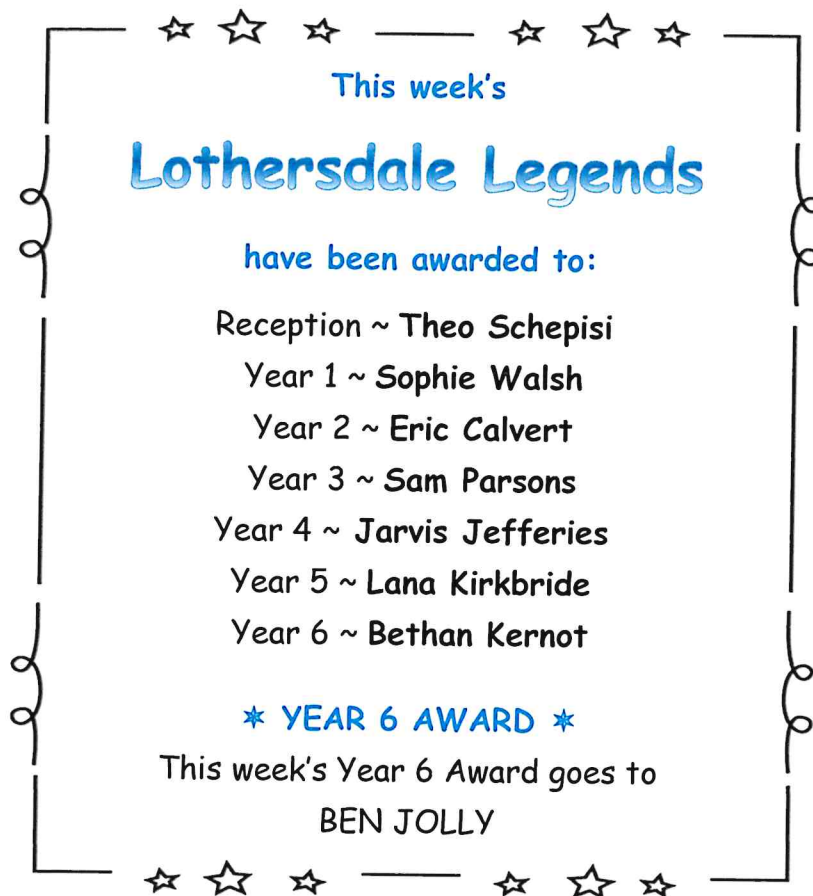 This week's
Lothersdale Legends
have been awarded to:
Reception ~ Theo Schepisi
Year 1 ~ Sophie Walsh
Year 2 ~ Eric Calvert
Year 3 ~ Sam Parsons
Year 4 ~ Jarvis Jefferies
Year 5 ~ Lana Kirkbride
Year 6 ~ Bethan Kernot
* YEAR 6 AWARD *
This week's Year 6 Award goes to
BEN JOLLY